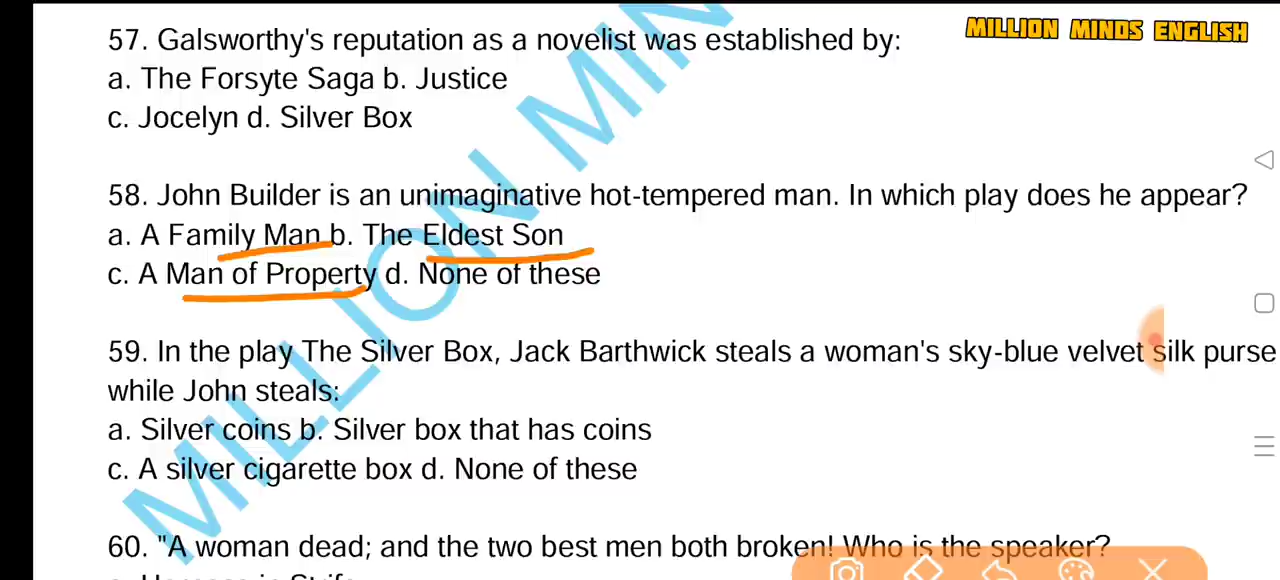 MILLION MINDS ENGLISH
57. Galsworthy's reputation as a novelist was established by:
a. The Forsyte Saga b. Justice
c. Jocelyn d. Silver Box
58. John Builder is an unimaginative hot-tempered man. In which play does he appear?
a. A Family Man b. The Eldest Son
c. A Man of Property d. None of these
59. In the play The Silver Box, Jack Barthwick steals a woman's sky-blue velvet silk purse
while John steals:
a. Silver coins b. Silver box that has coins
c. A silver cigarette box d. None of these
60. "A woman dead; and the two best men both broken! Who is the speaker?
MILLION MIN